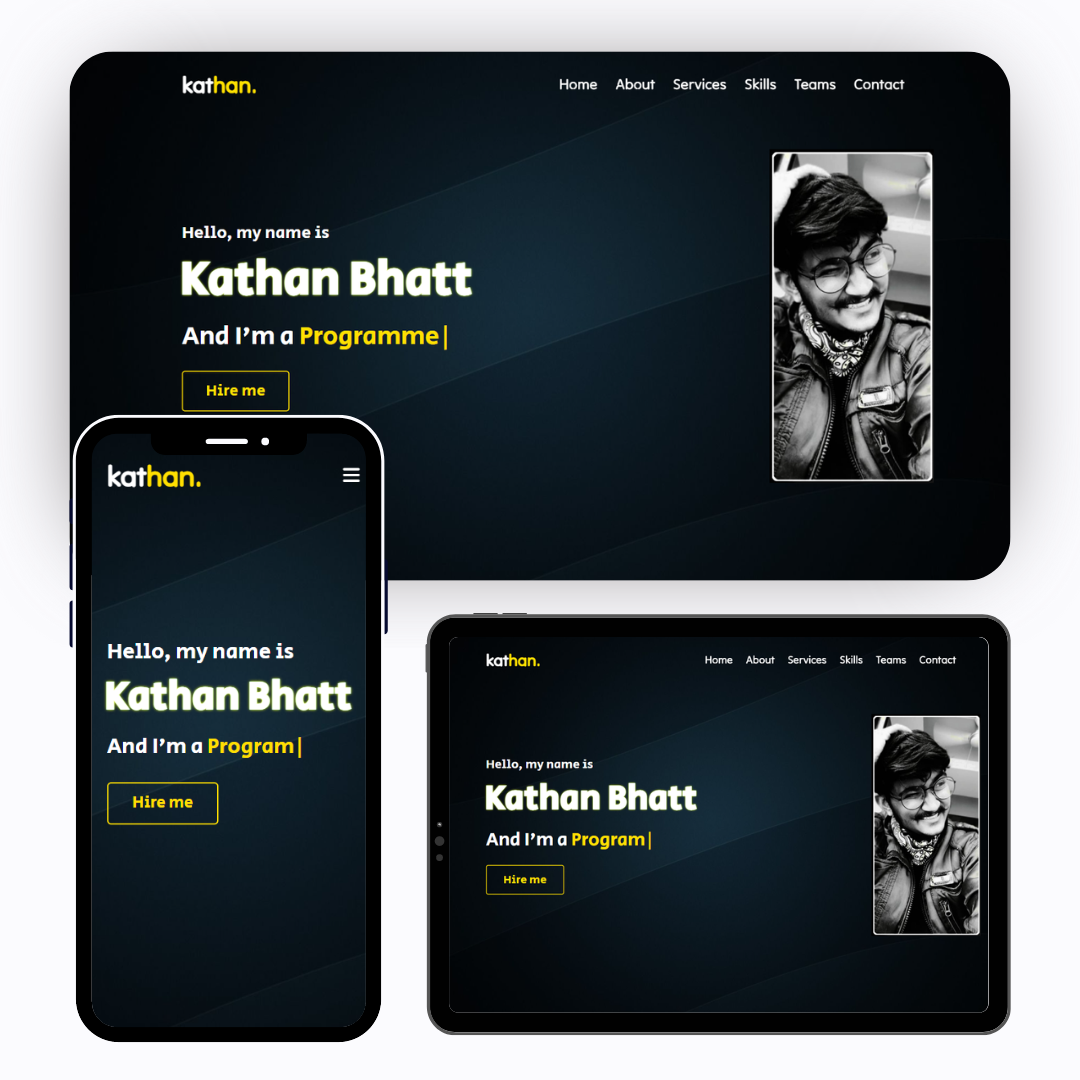 kathan.
Home About Services Skills Teams Contact
Hello, my name is
Kathan Bhatt
And I'm a Programme|
Hire me
kathan.
Hello, my name is
Kathan Bhatt
And I'm a Program|
Hire me
kathan.
Home About Services Skills Teams Contact
Hello, my name is
Kathan Bhatt
And I'm a Program|
Hire me